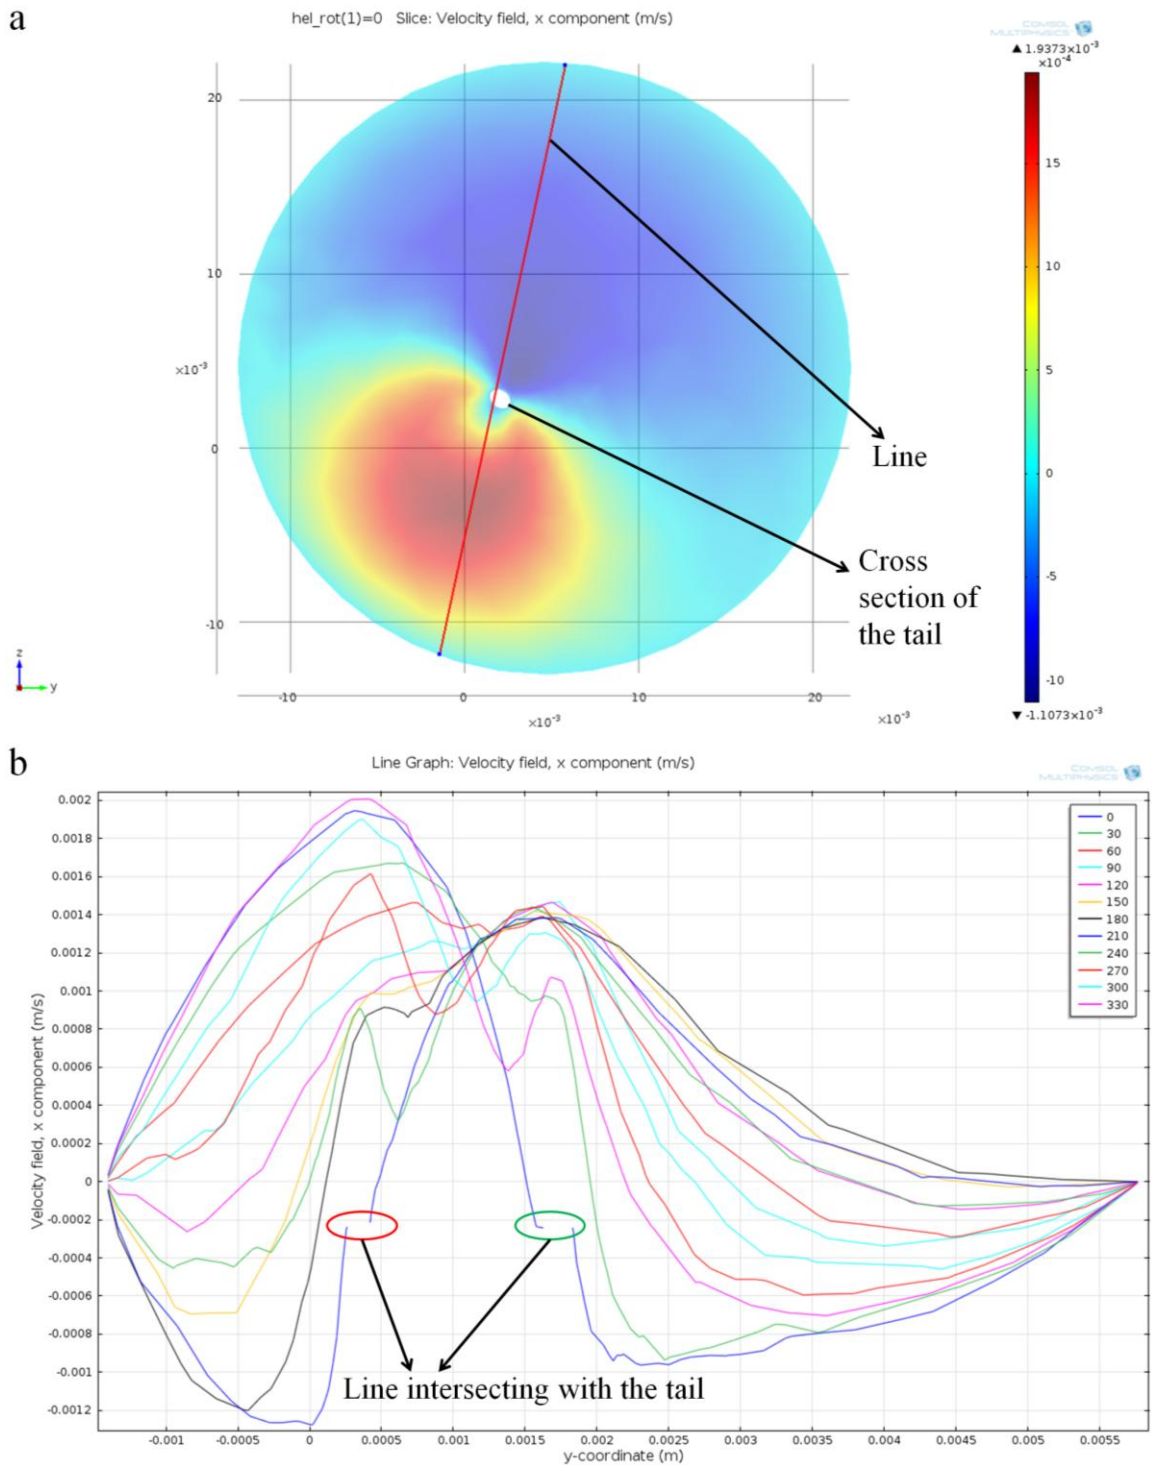 a
hel_rot(1)=0 Slice: Velocity field, x component (m/s)
COMSOL
MULTIPHYSICS
▲ 1.9373×10⁻³
×10⁻⁴
20
15
10
10
×10⁻³
5
Line
0
0
Cross
section of
the tail
-5
-10
z
y
-10
-10
0
10
20
▼ -1.1073×10⁻³
×10⁻³
×10⁻³
b
Line Graph: Velocity field, x component (m/s)
COMSOL
MULTIPHYSICS
0.002
0.0018
0.0016
0.0014
0.0012
0.001
0.0008
0.0006
0.0004
0.0002
0
-0.0002
-0.0004
-0.0006
-0.0008
-0.001
-0.0012
Velocity field, x component (m/s)
0
30
60
90
120
150
180
210
240
270
300
330
Line intersecting with the tail
-0.001 -0.0005 0 0.0005 0.001 0.0015 0.002 0.0025 0.003 0.0035 0.004 0.0045 0.005 0.0055
y-coordinate (m)